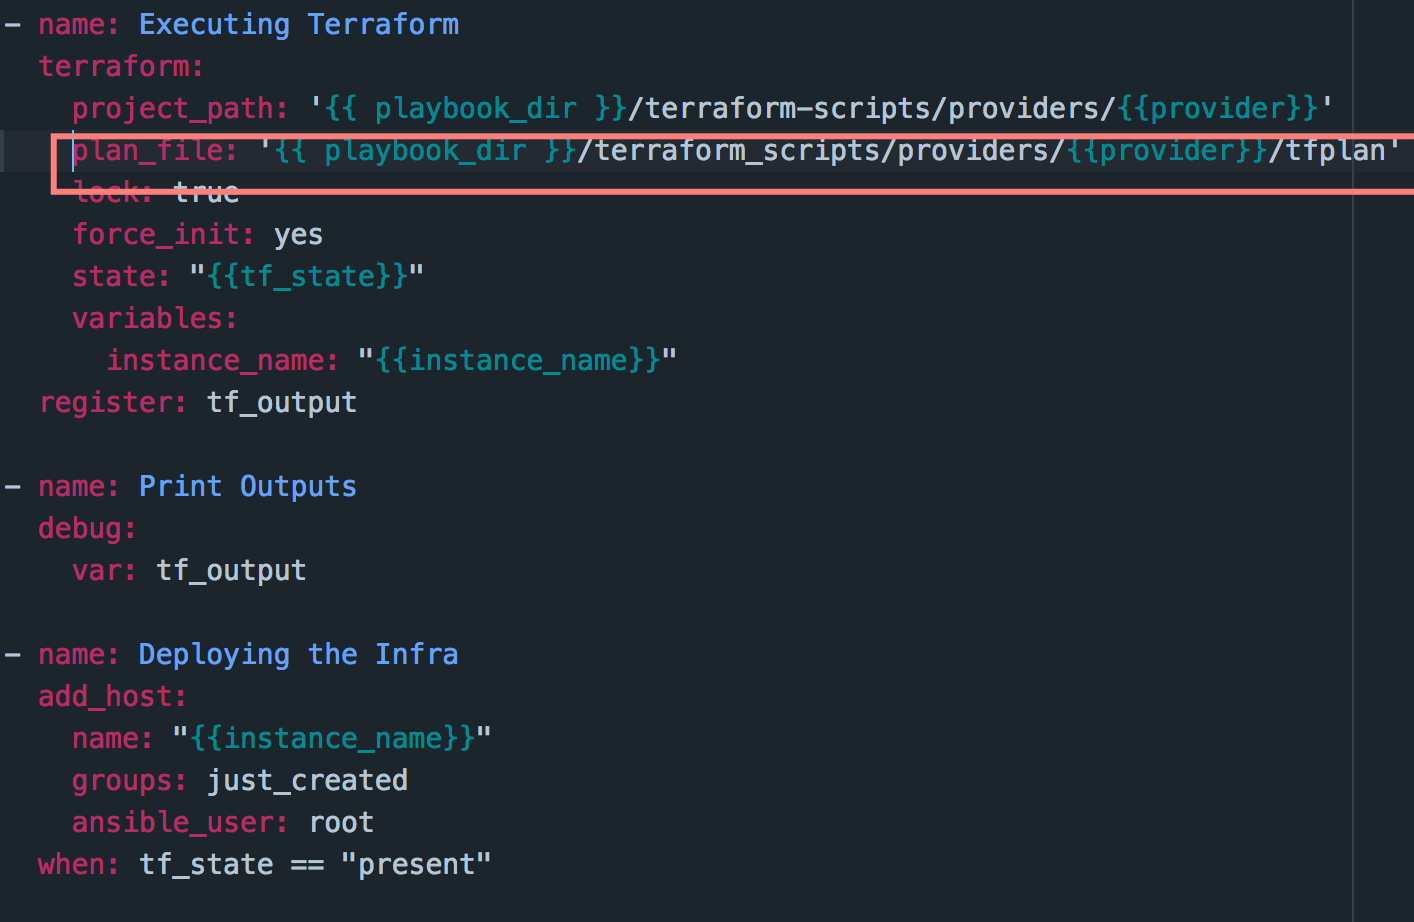 – name: Executing Terraform
  terraform:
    project_path: '{{ playbook_dir }}/terraform-scripts/providers/{{provider}}'
    plan_file: '{{ playbook_dir }}/terraform_scripts/providers/{{provider}}/tfplan'
    lock: true
    force_init: yes
    state: "{{tf_state}}"
    variables:
      instance_name: "{{instance_name}}"
  register: tf_output
– name: Print Outputs
  debug:
    var: tf_output
– name: Deploying the Infra
  add_host:
    name: "{{instance_name}}"
    groups: just_created
    ansible_user: root
  when: tf_state == "present"